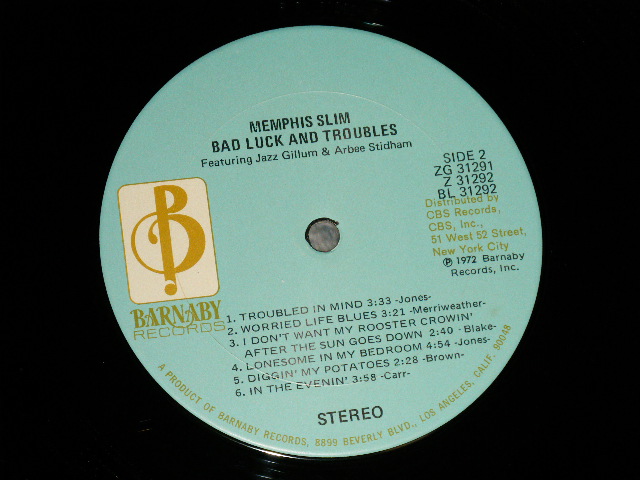 MEMPHIS SLIM
BAD LUCK AND TROUBLES
Featuring Jazz Gillum & Arbee Stidham
SIDE 2
ZG 31291
Z 31292
BL 31292
Distributed by
CBS Records,
CBS, Inc.,
51 West 52 Street,
New York City
℗ 1972 Barnaby
Records, Inc.
B
BARNABY
RECORDS
1. TROUBLED IN MIND 3:33 -Jones-
2. WORRIED LIFE BLUES 3:21 -Merriweather-
3. I DON'T WANT MY ROOSTER CROWIN'
AFTER THE SUN GOES DOWN 2:40 -Blake-
4. LONESOME IN MY BEDROOM 4:54 -Jones-
5. DIGGIN' MY POTATOES 2:28 -Brown-
6. IN THE EVENIN' 3:58 -Carr-
STEREO
A PRODUCT OF BARNABY RECORDS, 8899 BEVERLY BLVD., LOS ANGELES, CALIF. 90048